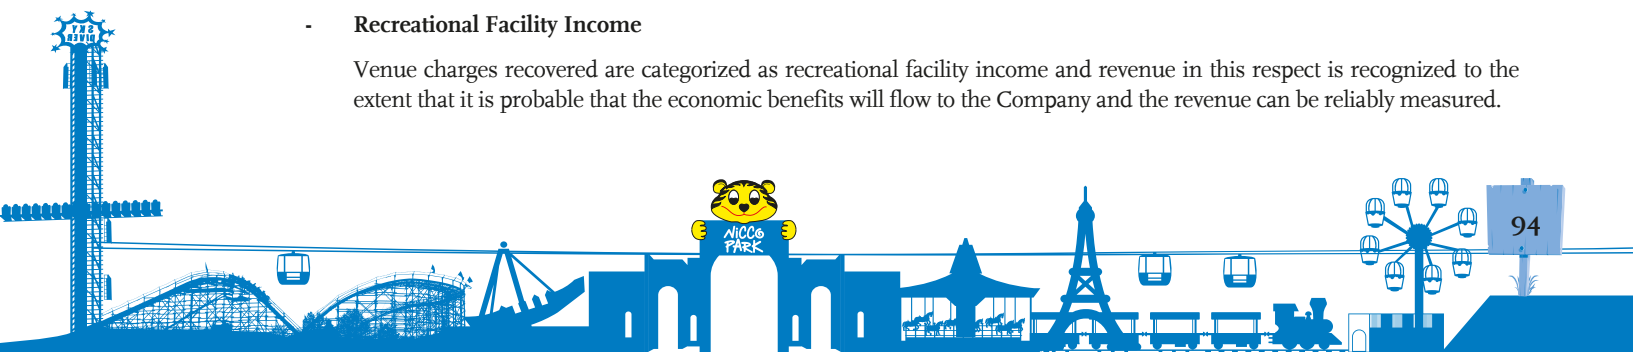 - Recreational Facility Income
Venue charges recovered are categorized as recreational facility income and revenue in this respect is recognized to the
extent that it is probable that the economic benefits will flow to the Company and the revenue can be reliably measured.
SKY
DIVER
NICCO
PARK
94